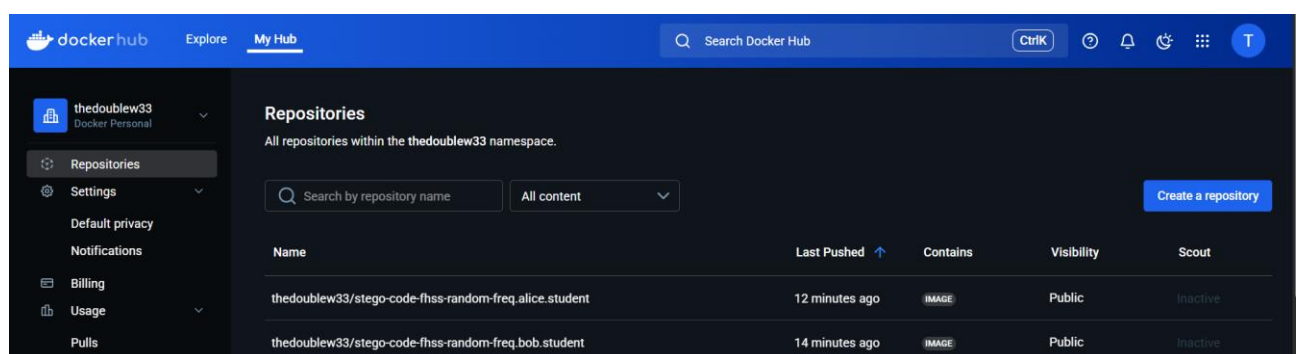 dockerhub Explore My Hub Search Docker Hub CtrlK T
thedoublew33
Docker Personal
Repositories
Settings
Default privacy
Notifications
Billing
Usage
Pulls
Repositories
All repositories within the thedoublew33 namespace.
Search by repository name All content Create a repository
Name Last Pushed Contains Visibility Scout
thedoublew33/stego-code-fhss-random-freq.alice.student 12 minutes ago IMAGE Public Inactive
thedoublew33/stego-code-fhss-random-freq.bob.student 14 minutes ago IMAGE Public Inactive